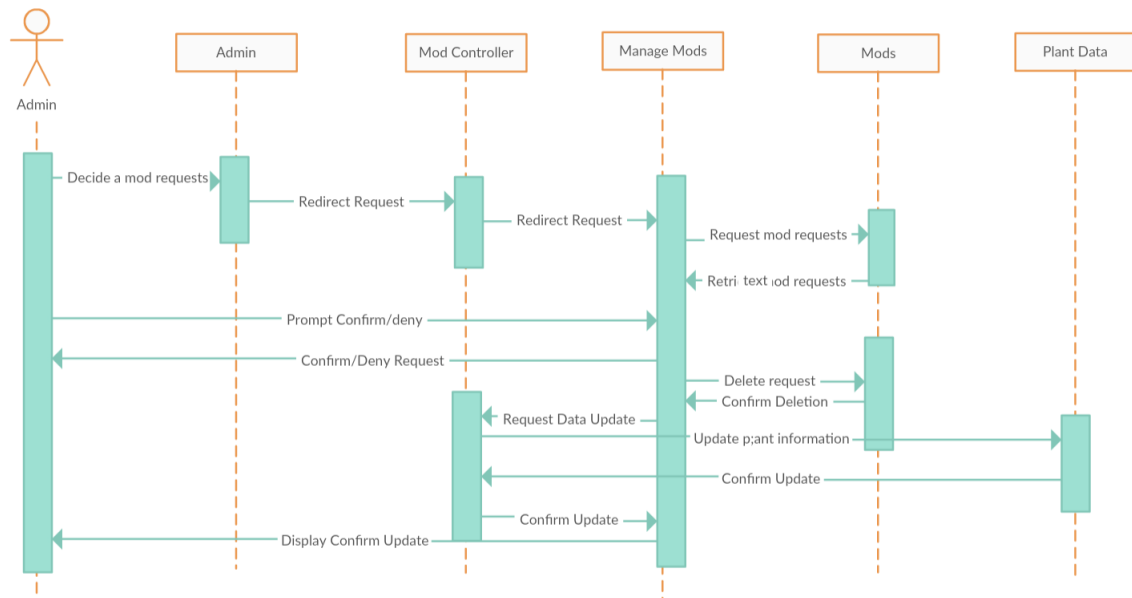 Admin
Mod Controller
Manage Mods
Mods
Plant Data
Admin
Decide a mod requests
Redirect Request
Redirect Request
Request mod requests
Retri text od requests
Prompt Confirm/deny
Confirm/Deny Request
Delete request
Confirm Deletion
Request Data Update
Update p;ant information
Confirm Update
Confirm Update
Display Confirm Update